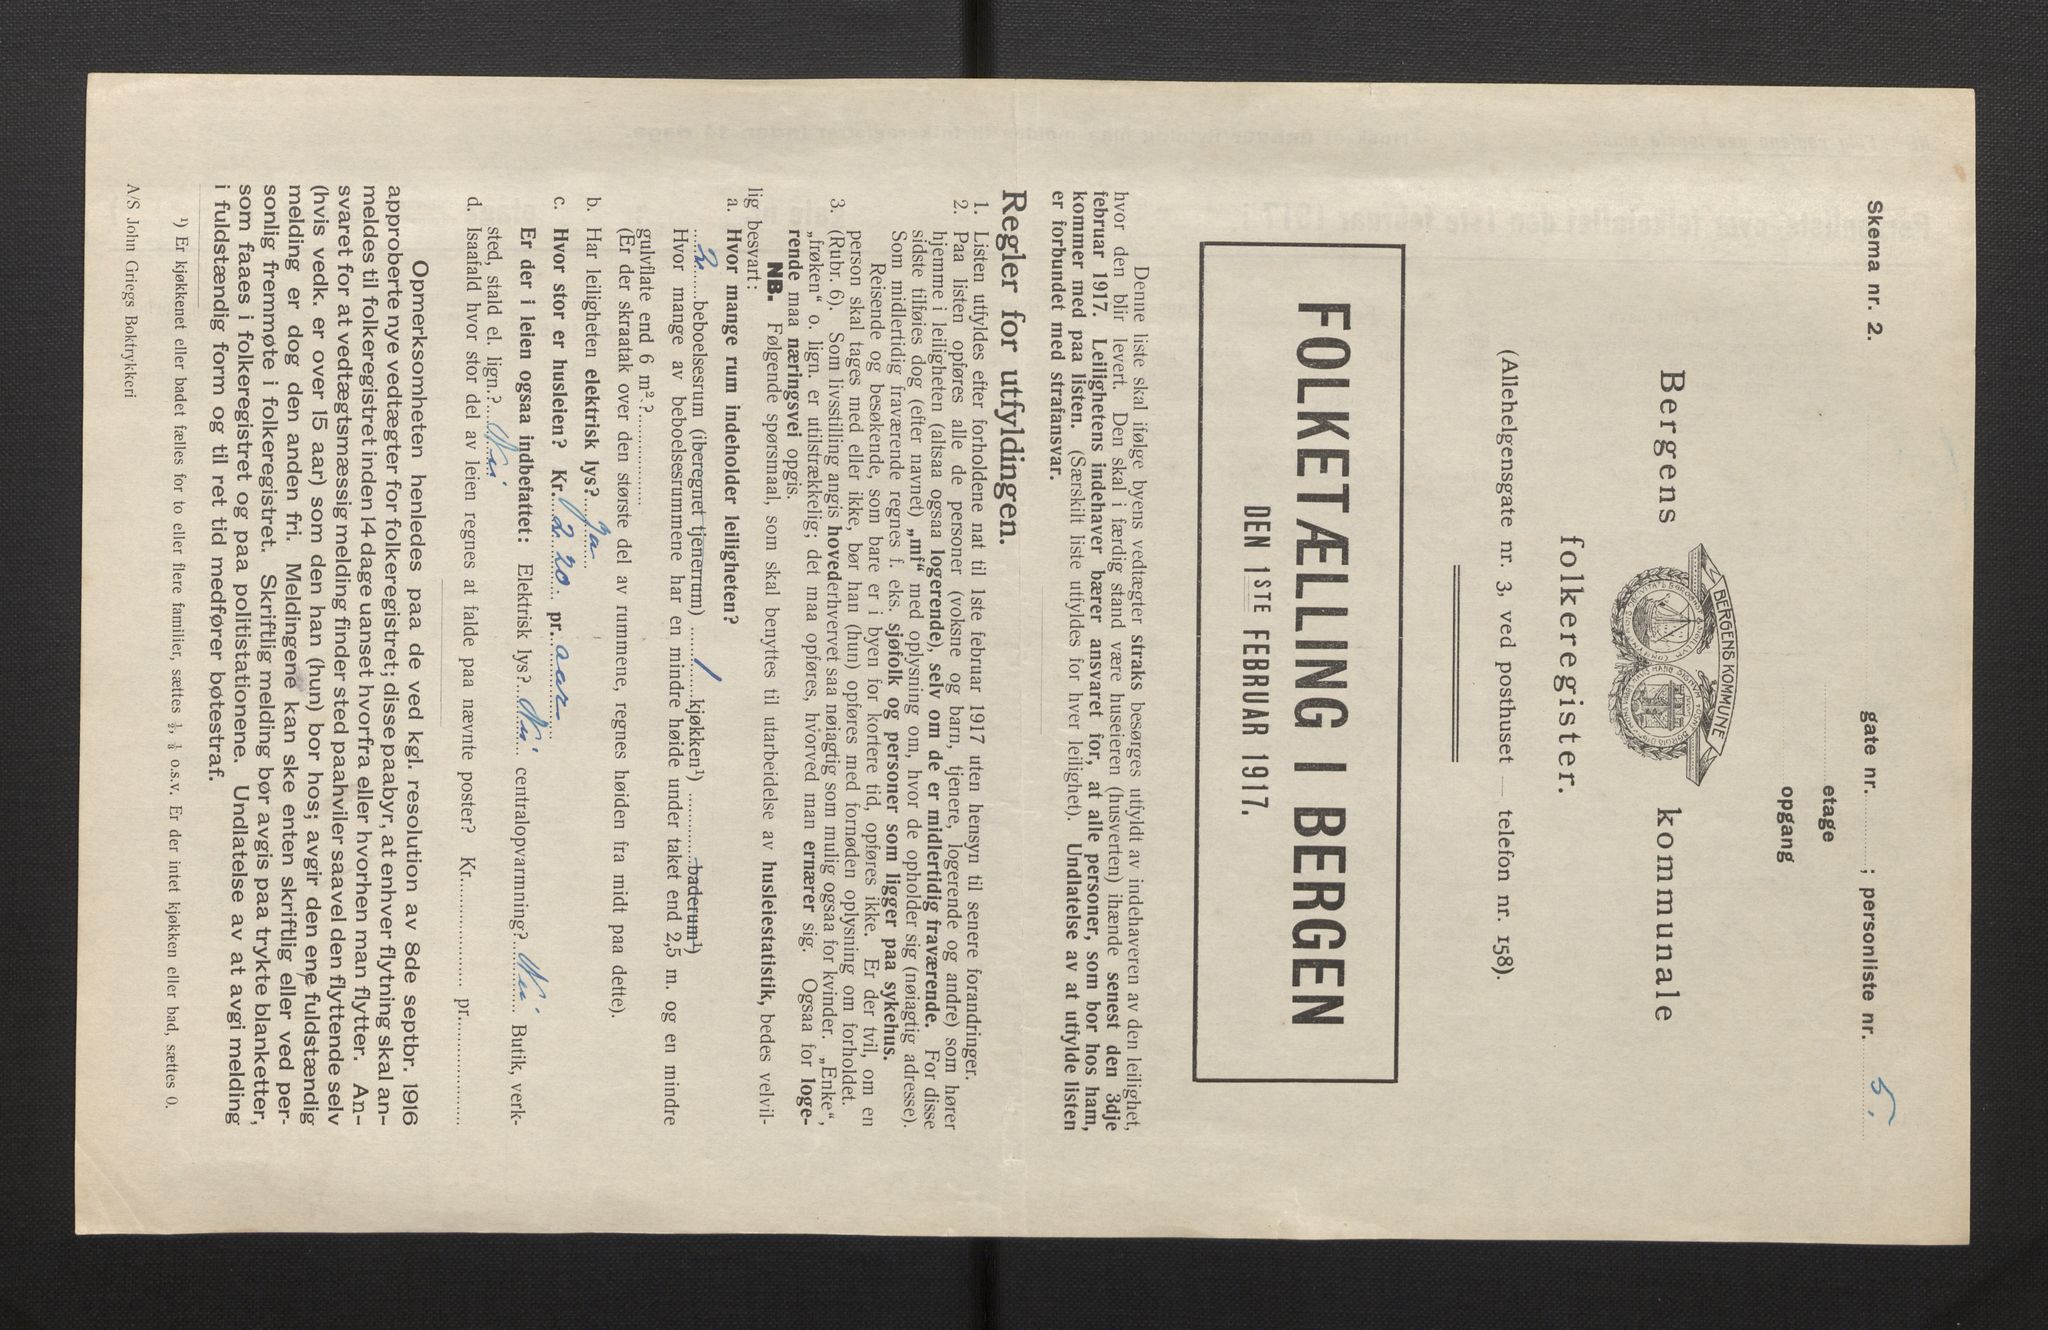 Skema nr. 2.
gate nr. ; personliste nr. 5.
etage
opgang
BERGENS KOMMUNE
Bergens kommunale
folkeregister.
(Allehelgensgate nr. 3, ved posthuset — telefon nr. 158).
FOLKETÆLLING I BERGEN
DEN 1STE FEBRUAR 1917.
Denne liste skal ifølge byens vedtægter straks besørges utfyldt av indehaveren av den leilighet,
hvor den blir levert. Den skal i færdig stand være huseieren (husverten) ihænde senest den 3dje
februar 1917. Leilighetens indehaver bærer ansvaret for, at alle personer, som bor hos ham,
kommer med paa listen. (Særskilt liste utfyldes for hver leilighet). Undlatelse av at utfylde listen
er forbundet med strafansvar.
Regler for utfyldingen.
1. Listen utfyldes efter forholdene nat til 1ste februar 1917 uten hensyn til senere forandringer.
2. Paa listen opføres alle de personer (voksne og barn, tjenere, logerende og andre) som hører
hjemme i leiligheten (altsaa ogsaa logerende), selv om de er midlertidig fraværende. For disse
sidste tilføies dog (efter navnet) „mf“ med oplysning om, hvor de opholder sig (nøiagtig adresse).
Som midlertidig fraværende regnes f. eks. sjøfolk og personer som ligger paa sykehus.
Reisende og besøkende, som bare er i byen for kortere tid, opføres ikke. Er der tvil, om en
person skal tages med eller ikke, bør han (hun) opføres med fornøden oplysning om forholdet.
3. (Rubr. 6). Som livsstilling angis hovederhvervet saa nøiagtig som mulig ogsaa for kvinder. „Enke“,
„frøken“ o. lign. er utilstrækkelig; det maa opføres, hvorved man ernærer sig. Ogsaa for loge-
rende maa næringsvei opgis.
NB. Følgende spørsmaal, som skal benyttes til utarbeidelse av husleiestatistik, bedes velvil-
lig besvart:
a. Hvor mange rum indeholder leiligheten?
2 beboelsesrum (iberegnet tjenerrum) 1 kjøkken¹) baderum¹)
Hvor mange av beboelsesrummene har en mindre høide under taket end 2,5 m. og en mindre
gulvflate end 6 m²?
(Er der skraatak over den største del av rummene, regnes høiden fra midt paa dette).
b. Har leiligheten elektrisk lys? Ja
c. Hvor stor er husleien? Kr. 220 pr. aar
Er der i leien ogsaa indbefattet: Elektrisk lys? Nei centralopvarmning? Nei Butik, verk-
sted, stald el. lign.? Nei
d. Isaafald hvor stor del av leien regnes at falde paa nævnte poster? Kr. pr.
Opmerksomheten henledes paa de ved kgl. resolution av 8de septbr. 1916
approberte nye vedtægter for folkeregistret; disse paabyr, at enhver flytning skal an-
meldes til folkeregistret inden 14 dage uanset hvorfra eller hvorhen man flytter. An-
svaret for at vedtægtsmæssig melding finder sted paahviler saavel den flyttende selv
(hvis vedk. er over 15 aar) som den han (hun) bor hos; avgir den ene fuldstændig
melding er dog den anden fri. Meldingene kan ske enten skriftlig eller ved per-
sonlig fremmøte i folkeregistret. Skriftlig melding bør avgis paa trykte blanketter,
som faaes i folkeregistret og paa politistationene. Undlatelse av at avgi melding
i fuldstændig form og til ret tid medfører bøtestraf.
¹) Er kjøkkenet eller badet fælles for to eller flere familier, sættes ½, ⅓ o.s.v. Er der intet kjøkken eller bad, sættes 0.
A/S John Griegs Boktrykkeri